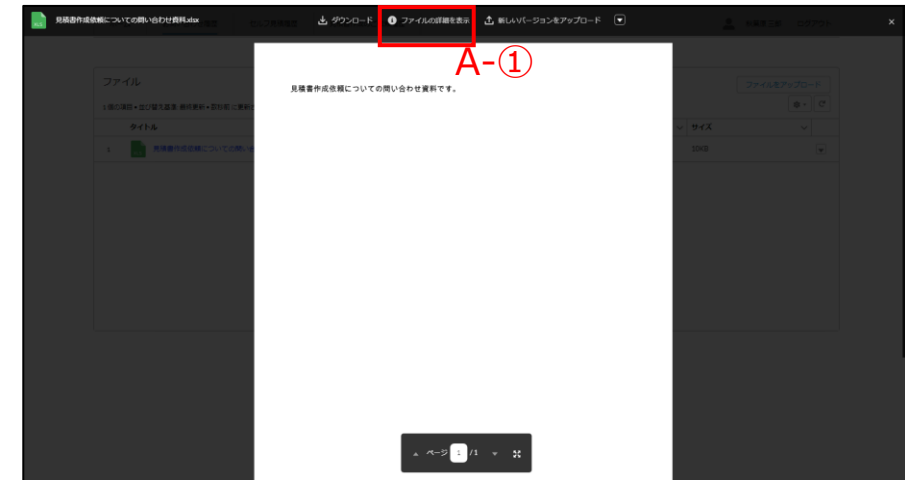 見積書作成依頼についての問い合わせ資料.xlsx
ダウンロード
ファイルの詳細を表示
新しいバージョンをアップロード
ログアウト
A-①
ファイル
ファイルをアップロード
見積書作成依頼についての問い合わせ資料です。
タイトル
サイズ
1
見積書作成依頼についての問い
10KB
ページ 1 /1